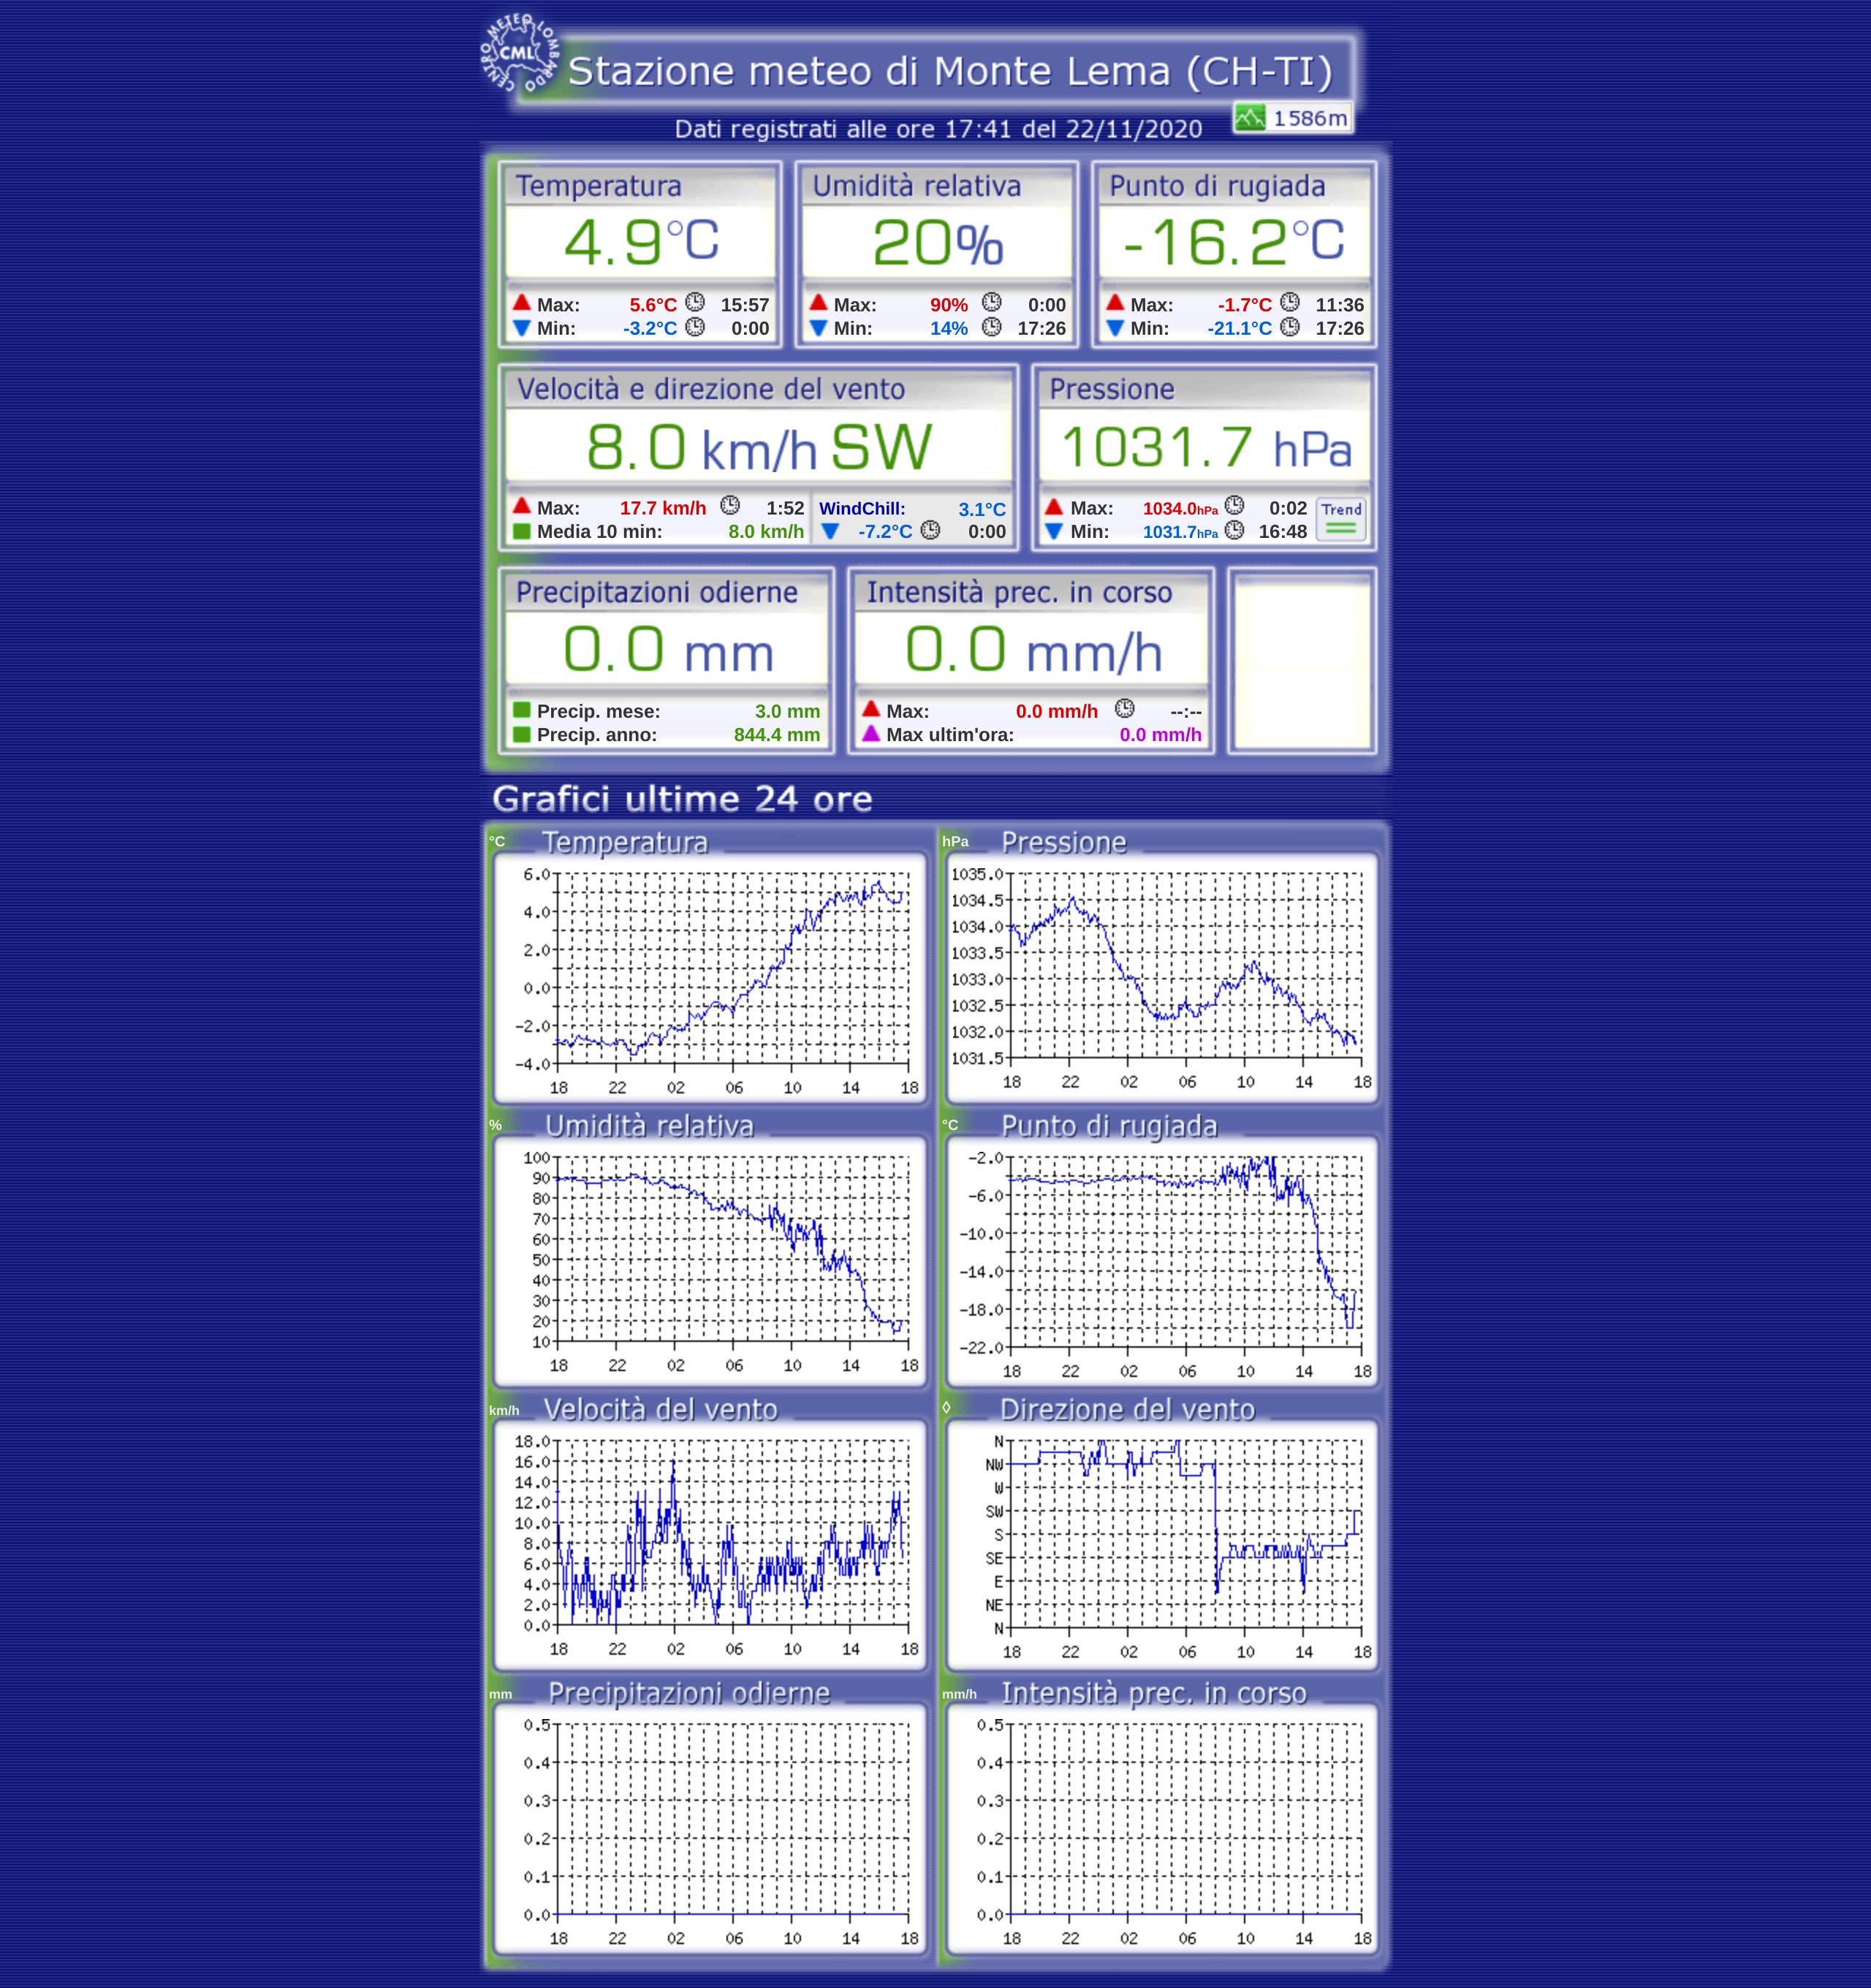 CENTRO METEO LOMBARDO
CML
Stazione meteo di Monte Lema (CH-TI)
1586m
Dati registrati alle ore 17:41 del 22/11/2020
Temperatura Umidità relativa Punto di rugiada
4.9°C 20% -16.2°C
Max: 5.6°C 15:57 Max: 90% 0:00 Max: -1.7°C 11:36
Min: -3.2°C 0:00 Min: 14% 17:26 Min: -21.1°C 17:26
Velocità e direzione del vento Pressione
8.0 km/h SW 1031.7 hPa
Max: 17.7 km/h 1:52 WindChill: 3.1°C Max: 1034.0hPa 0:02 Trend
Media 10 min: 8.0 km/h -7.2°C 0:00 Min: 1031.7hPa 16:48
Precipitazioni odierne Intensità prec. in corso
0.0 mm 0.0 mm/h
Precip. mese: 3.0 mm Max: 0.0 mm/h --:--
Precip. anno: 844.4 mm Max ultim'ora: 0.0 mm/h
Grafici ultime 24 ore
°C Temperatura
6.0
4.0
2.0
0.0
-2.0
-4.0
18 22 02 06 10 14 18
hPa Pressione
1035.0
1034.5
1034.0
1033.5
1033.0
1032.5
1032.0
1031.5
18 22 02 06 10 14 18
% Umidità relativa
100
90
80
70
60
50
40
30
20
10
18 22 02 06 10 14 18
°C Punto di rugiada
-2.0
-6.0
-10.0
-14.0
-18.0
-22.0
18 22 02 06 10 14 18
km/h Velocità del vento
18.0
16.0
14.0
12.0
10.0
8.0
6.0
4.0
2.0
0.0
18 22 02 06 10 14 18
◊ Direzione del vento
N
NW
W
SW
S
SE
E
NE
N
18 22 02 06 10 14 18
mm Precipitazioni odierne
0.5
0.4
0.3
0.2
0.1
0.0
18 22 02 06 10 14 18
mm/h Intensità prec. in corso
0.5
0.4
0.3
0.2
0.1
0.0
18 22 02 06 10 14 18